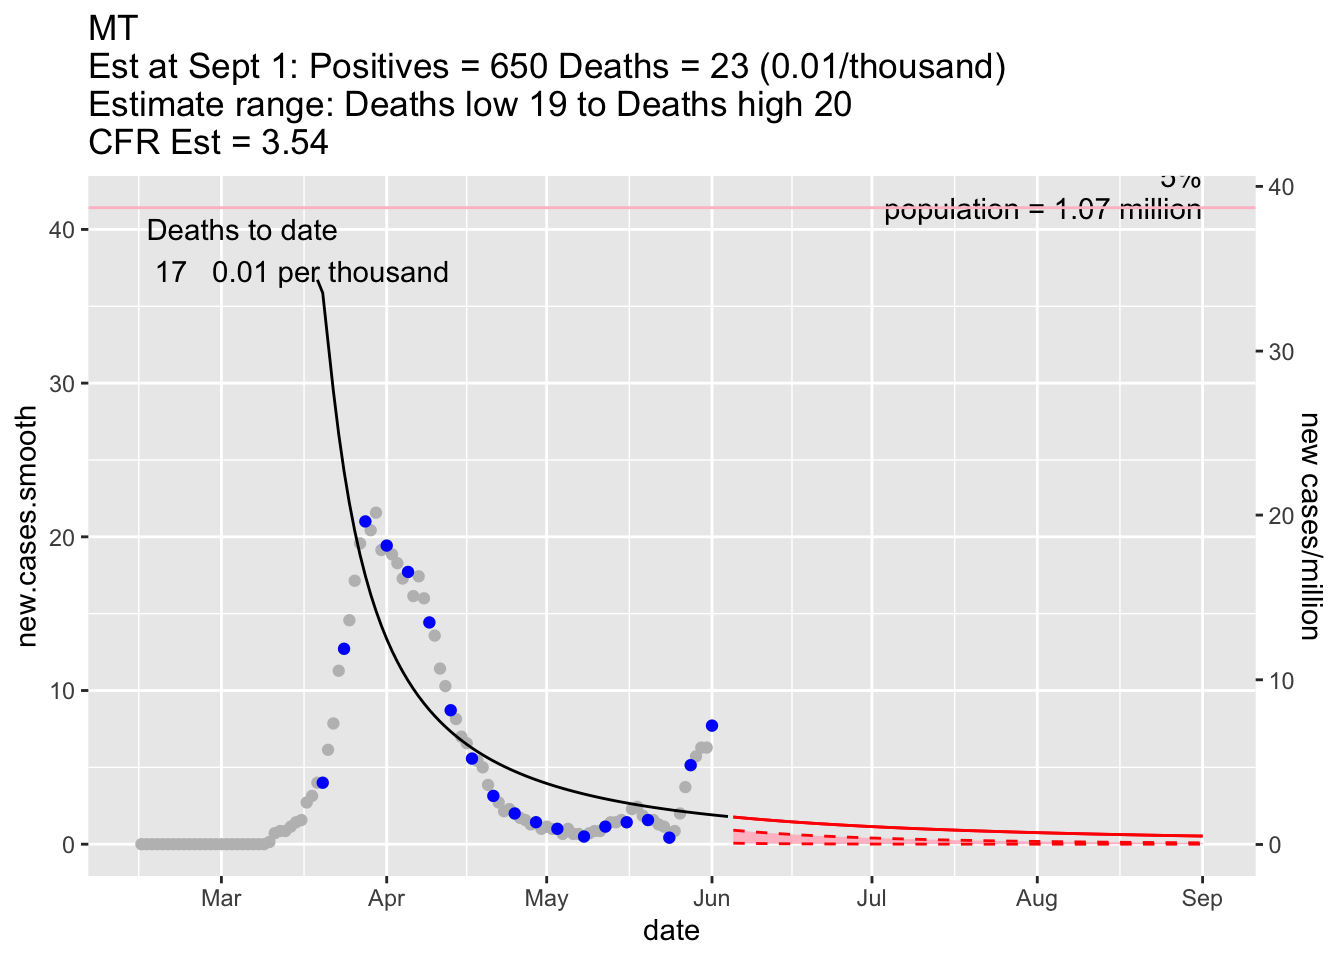 MT
Est at Sept 1: Positives = 650 Deaths = 23 (0.01/thousand)
Estimate range: Deaths low 19 to Deaths high 20
CFR Est = 3.54
5%
population = 1.07 million
Deaths to date
17 0.01 per thousand
40
30
20
10
0
new.cases.smooth
40
30
20
10
0
new cases/million
Mar Apr May Jun Jul Aug Sep
date